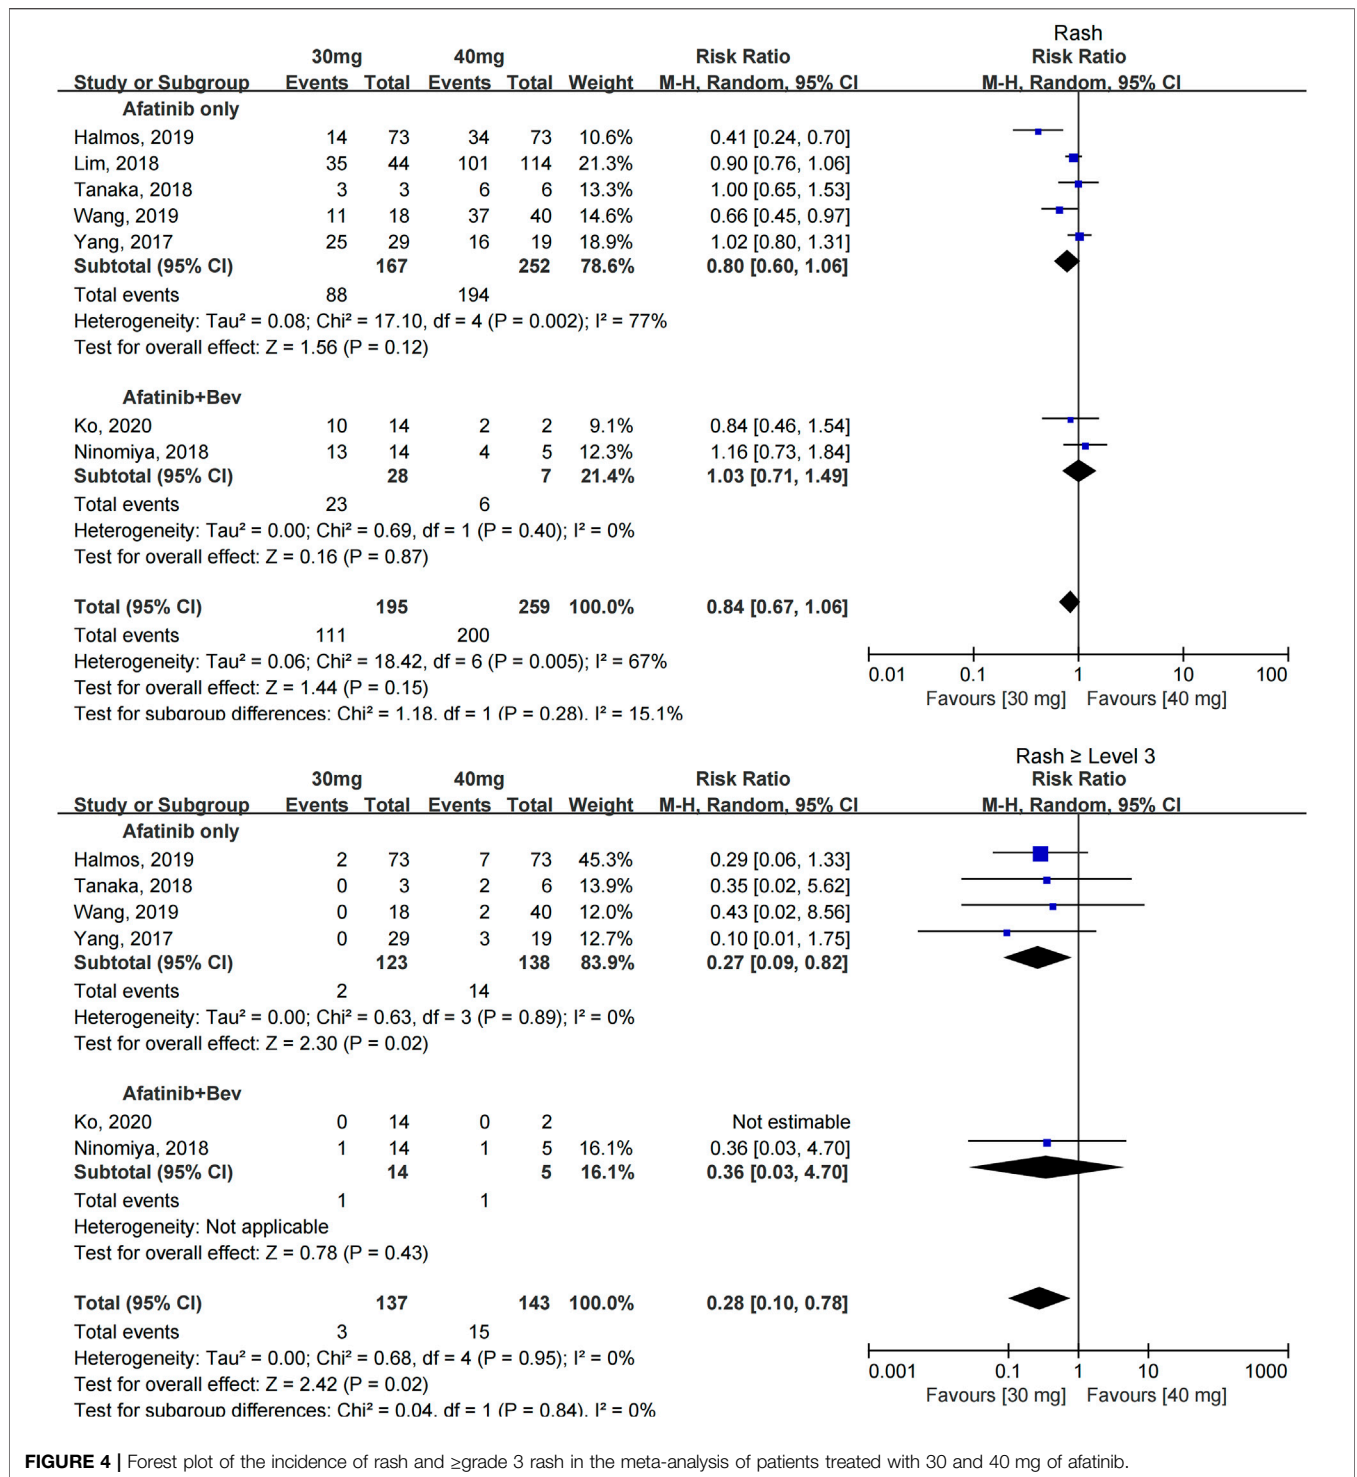 Rash
30mg 40mg Risk Ratio Risk Ratio
Study or Subgroup Events Total Events Total Weight M-H, Random, 95% CI M-H, Random, 95% CI
Afatinib only
Halmos, 2019 14 73 34 73 10.6% 0.41 [0.24, 0.70]
Lim, 2018 35 44 101 114 21.3% 0.90 [0.76, 1.06]
Tanaka, 2018 3 3 6 6 13.3% 1.00 [0.65, 1.53]
Wang, 2019 11 18 37 40 14.6% 0.66 [0.45, 0.97]
Yang, 2017 25 29 16 19 18.9% 1.02 [0.80, 1.31]
Subtotal (95% CI) 167 252 78.6% 0.80 [0.60, 1.06]
Total events 88 194
Heterogeneity: Tau² = 0.08; Chi² = 17.10, df = 4 (P = 0.002); I² = 77%
Test for overall effect: Z = 1.56 (P = 0.12)
Afatinib+Bev
Ko, 2020 10 14 2 2 9.1% 0.84 [0.46, 1.54]
Ninomiya, 2018 13 14 4 5 12.3% 1.16 [0.73, 1.84]
Subtotal (95% CI) 28 7 21.4% 1.03 [0.71, 1.49]
Total events 23 6
Heterogeneity: Tau² = 0.00; Chi² = 0.69, df = 1 (P = 0.40); I² = 0%
Test for overall effect: Z = 0.16 (P = 0.87)
Total (95% CI) 195 259 100.0% 0.84 [0.67, 1.06]
Total events 111 200
Heterogeneity: Tau² = 0.06; Chi² = 18.42, df = 6 (P = 0.005); I² = 67%
Test for overall effect: Z = 1.44 (P = 0.15)
Test for subgroup differences: Chi² = 1.18, df = 1 (P = 0.28), I² = 15.1%
0.01 0.1 1 10 100
Favours [30 mg] Favours [40 mg]
Rash ≥ Level 3
30mg 40mg Risk Ratio Risk Ratio
Study or Subgroup Events Total Events Total Weight M-H, Random, 95% CI M-H, Random, 95% CI
Afatinib only
Halmos, 2019 2 73 7 73 45.3% 0.29 [0.06, 1.33]
Tanaka, 2018 0 3 2 6 13.9% 0.35 [0.02, 5.62]
Wang, 2019 0 18 2 40 12.0% 0.43 [0.02, 8.56]
Yang, 2017 0 29 3 19 12.7% 0.10 [0.01, 1.75]
Subtotal (95% CI) 123 138 83.9% 0.27 [0.09, 0.82]
Total events 2 14
Heterogeneity: Tau² = 0.00; Chi² = 0.63, df = 3 (P = 0.89); I² = 0%
Test for overall effect: Z = 2.30 (P = 0.02)
Afatinib+Bev
Ko, 2020 0 14 0 2 Not estimable
Ninomiya, 2018 1 14 1 5 16.1% 0.36 [0.03, 4.70]
Subtotal (95% CI) 14 5 16.1% 0.36 [0.03, 4.70]
Total events 1 1
Heterogeneity: Not applicable
Test for overall effect: Z = 0.78 (P = 0.43)
Total (95% CI) 137 143 100.0% 0.28 [0.10, 0.78]
Total events 3 15
Heterogeneity: Tau² = 0.00; Chi² = 0.68, df = 4 (P = 0.95); I² = 0%
Test for overall effect: Z = 2.42 (P = 0.02)
Test for subgroup differences: Chi² = 0.04, df = 1 (P = 0.84), I² = 0%
0.001 0.1 1 10 1000
Favours [30 mg] Favours [40 mg]
FIGURE 4 | Forest plot of the incidence of rash and ≥grade 3 rash in the meta-analysis of patients treated with 30 and 40 mg of afatinib.